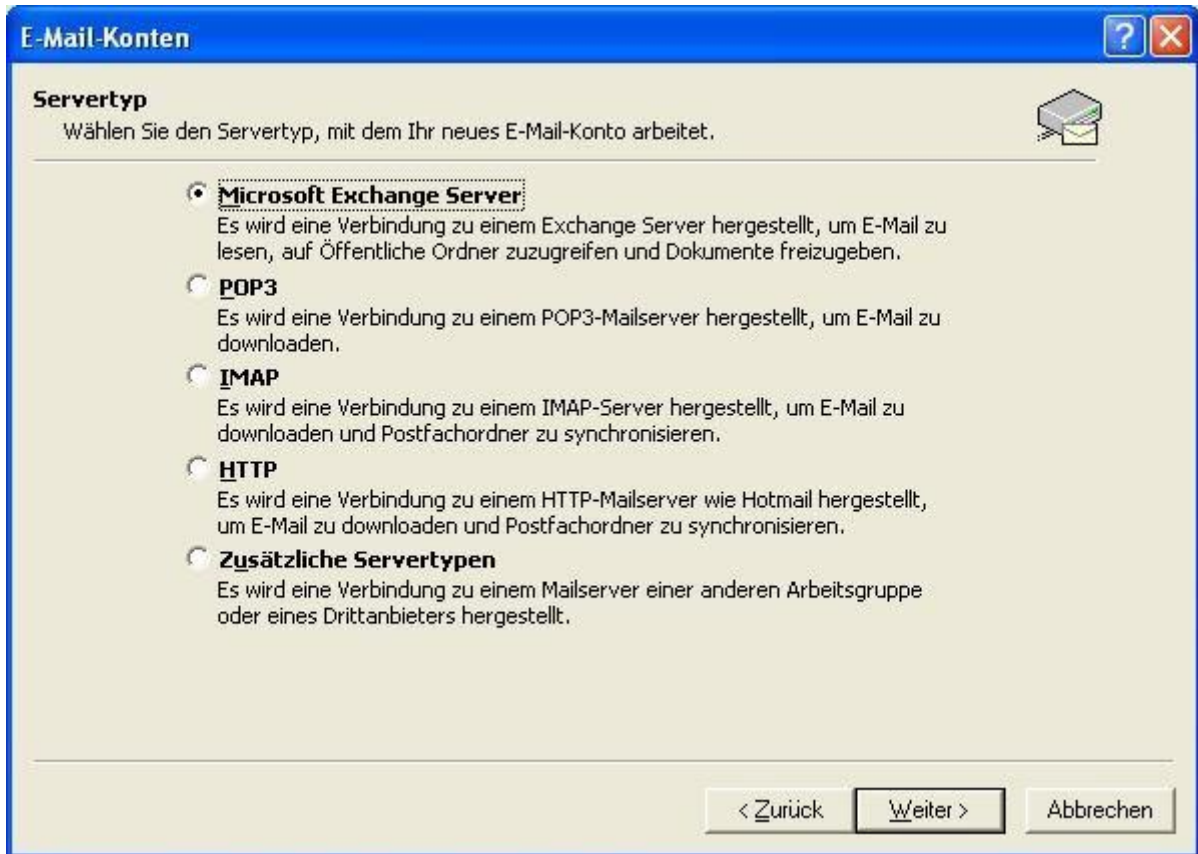 E-Mail-Konten
Servertyp
Wählen Sie den Servertyp, mit dem Ihr neues E-Mail-Konto arbeitet.
Microsoft Exchange Server
Es wird eine Verbindung zu einem Exchange Server hergestellt, um E-Mail zu
lesen, auf Öffentliche Ordner zuzugreifen und Dokumente freizugeben.
POP3
Es wird eine Verbindung zu einem POP3-Mailserver hergestellt, um E-Mail zu
downloaden.
IMAP
Es wird eine Verbindung zu einem IMAP-Server hergestellt, um E-Mail zu
downloaden und Postfachordner zu synchronisieren.
HTTP
Es wird eine Verbindung zu einem HTTP-Mailserver wie Hotmail hergestellt,
um E-Mail zu downloaden und Postfachordner zu synchronisieren.
Zusätzliche Servertypen
Es wird eine Verbindung zu einem Mailserver einer anderen Arbeitsgruppe
oder eines Drittanbieters hergestellt.
< Zurück Weiter > Abbrechen